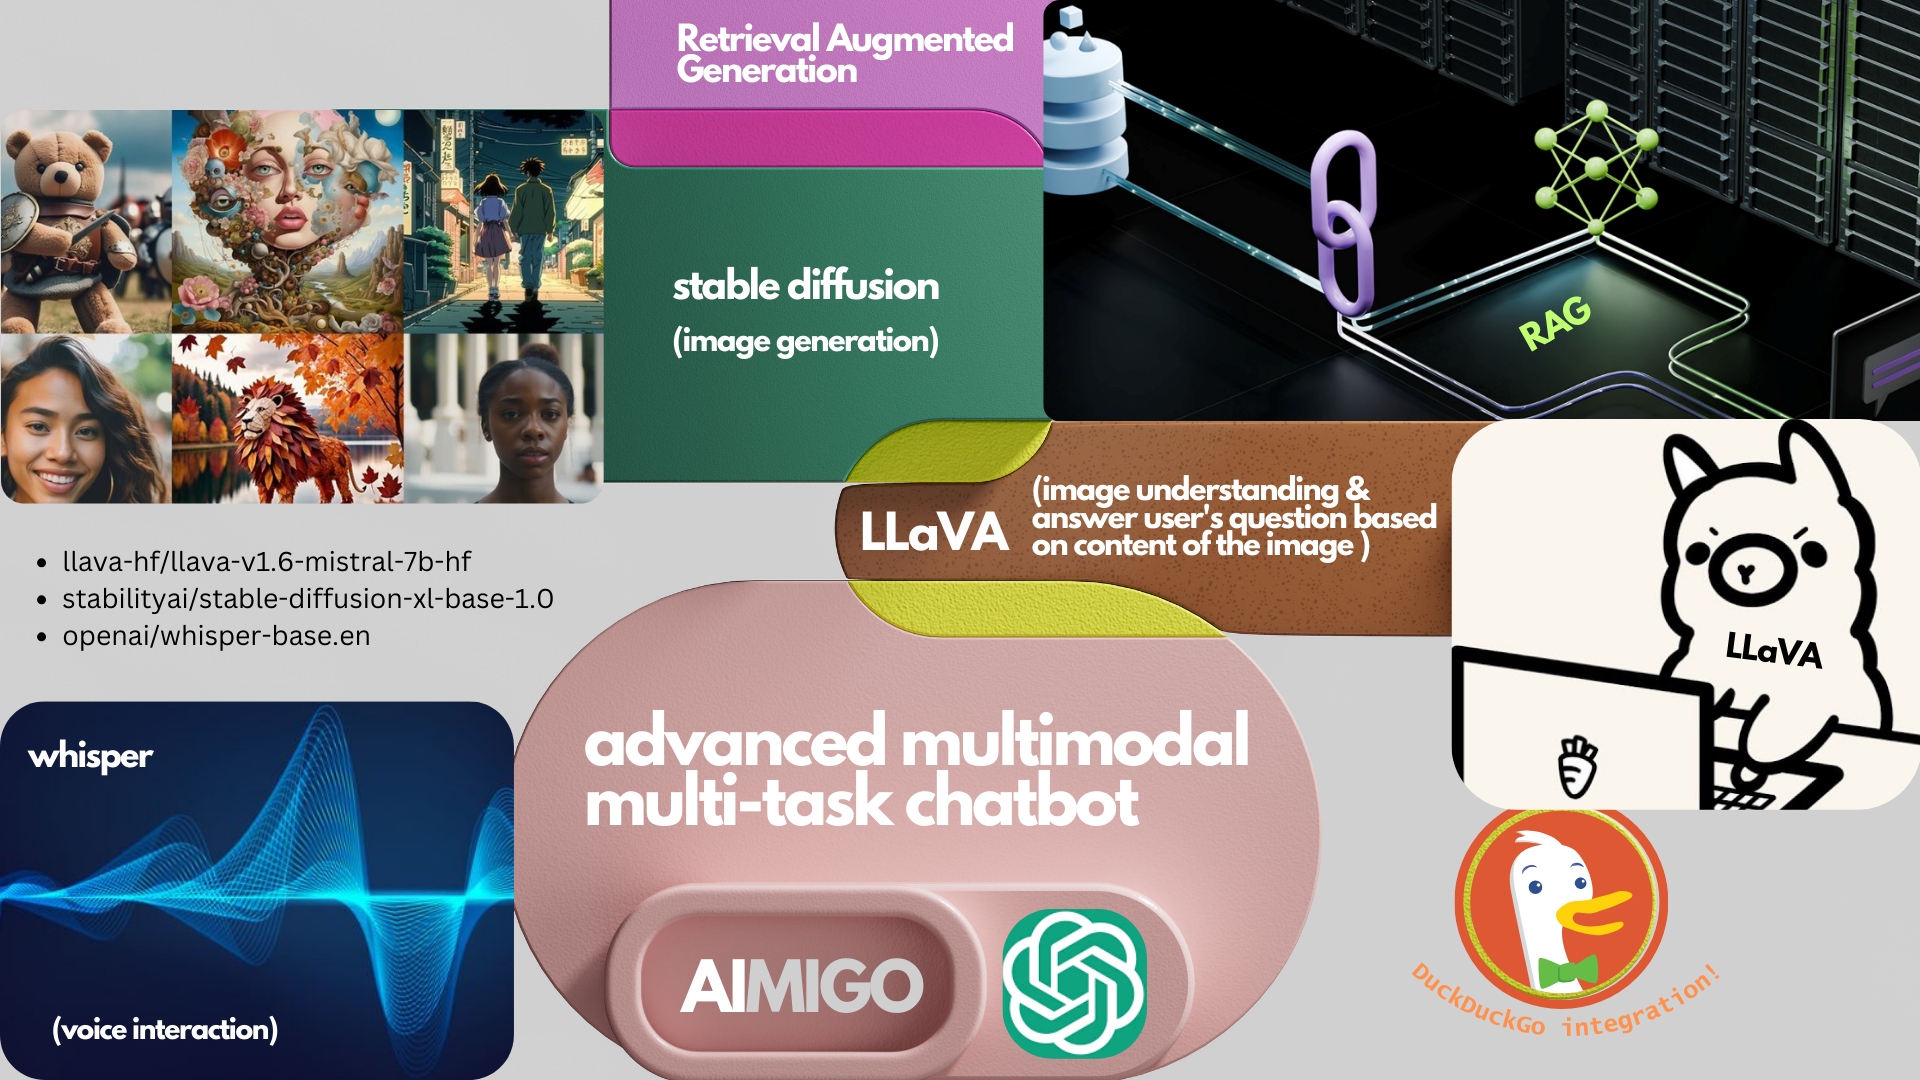 Retrieval Augmented
Generation
stable diffusion
(image generation)
RAG
LLaVA
(image understanding &
answer user's question based
on content of the image )
LLaVA
• llava-hf/llava-v1.6-mistral-7b-hf
• stabilityai/stable-diffusion-xl-base-1.0
• openai/whisper-base.en
whisper
(voice interaction)
advanced multimodal
multi-task chatbot
AIMIGO
DuckDuckGo integration!